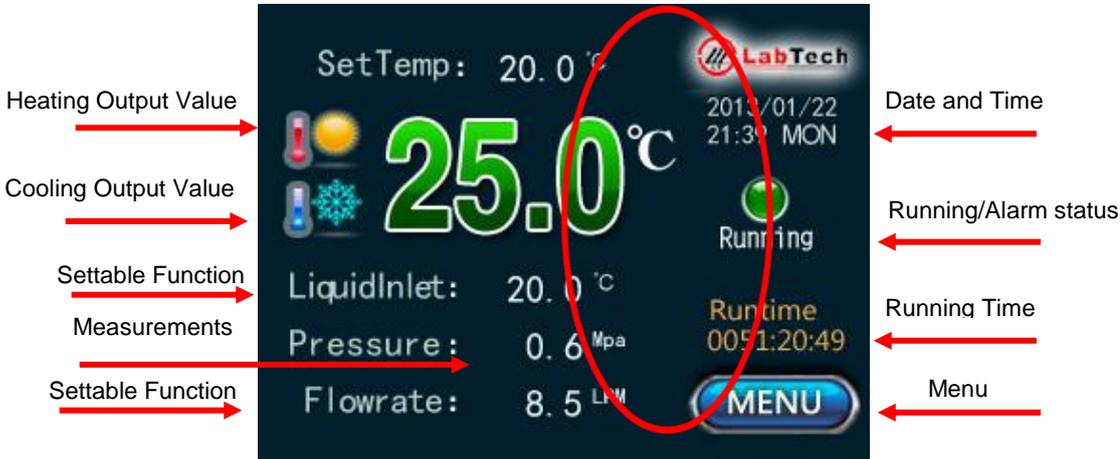 SetTemp: 20.0 ℃
LabTech
Heating Output Value
2013/01/22
Date and Time
21:39 MON
25.0℃
Cooling Output Value
Running/Alarm status
Running
Settable Function
LiquidInlet: 20.0 ℃
Runtime
Running Time
Measurements
Pressure: 0.6 Mpa
0051:20:49
Settable Function
Flowrate: 8.5 LPM
MENU
Menu